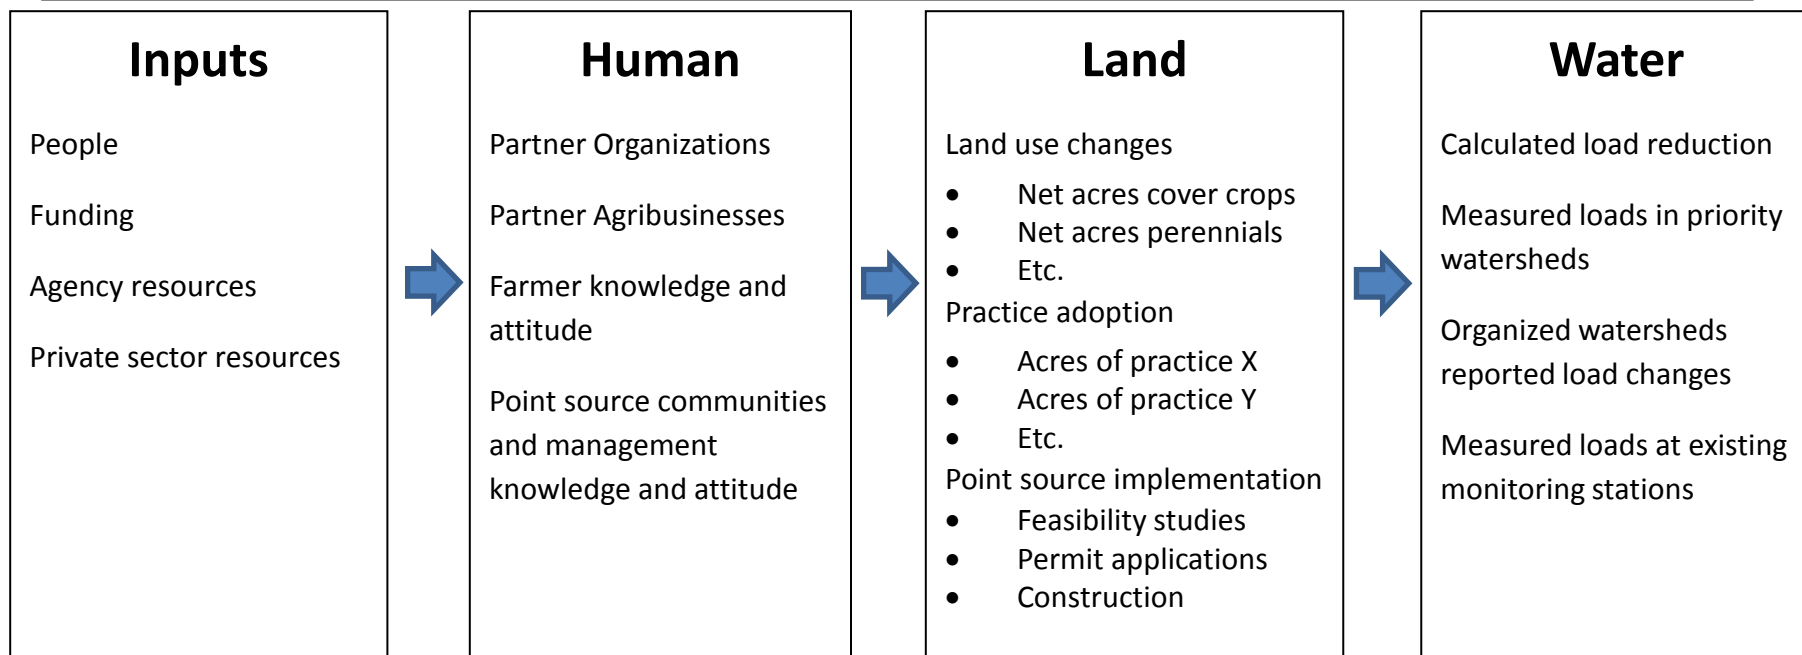 Inputs
People
Funding
Agency resources
Private sector resources
Human
Partner Organizations
Partner Agribusinesses
Farmer knowledge and
attitude
Point source communities
and management
knowledge and attitude
Land
Land use changes
• Net acres cover crops
• Net acres perennials
• Etc.
Practice adoption
• Acres of practice X
• Acres of practice Y
• Etc.
Point source implementation
• Feasibility studies
• Permit applications
• Construction
Water
Calculated load reduction
Measured loads in priority
watersheds
Organized watersheds
reported load changes
Measured loads at existing
monitoring stations